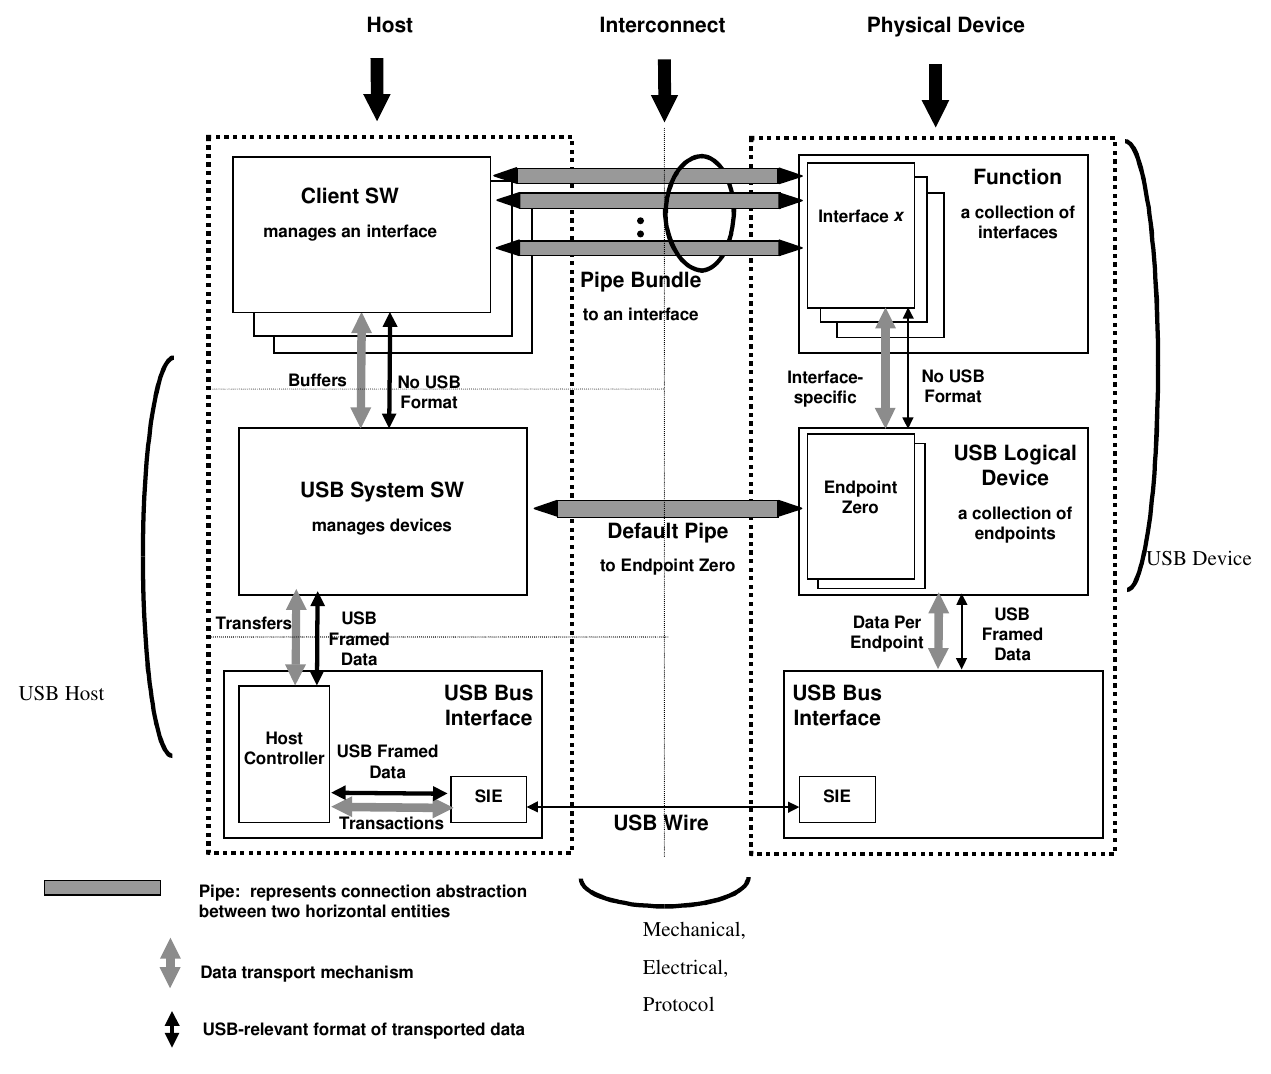 Host
Interconnect
Physical Device
Client SW
manages an interface
Pipe Bundle
to an interface
Interface x
Function
a collection of
interfaces
Buffers
No USB
Format
Interface-
specific
No USB
Format
USB System SW
manages devices
Default Pipe
to Endpoint Zero
Endpoint
Zero
USB Logical
Device
a collection of
endpoints
USB Device
Transfers
USB
Framed
Data
Data Per
Endpoint
USB
Framed
Data
USB Host
USB Bus
Interface
Host
Controller
USB Framed
Data
Transactions
SIE
USB Wire
USB Bus
Interface
SIE
Pipe: represents connection abstraction
between two horizontal entities
Data transport mechanism
USB-relevant format of transported data
Mechanical,
Electrical,
Protocol